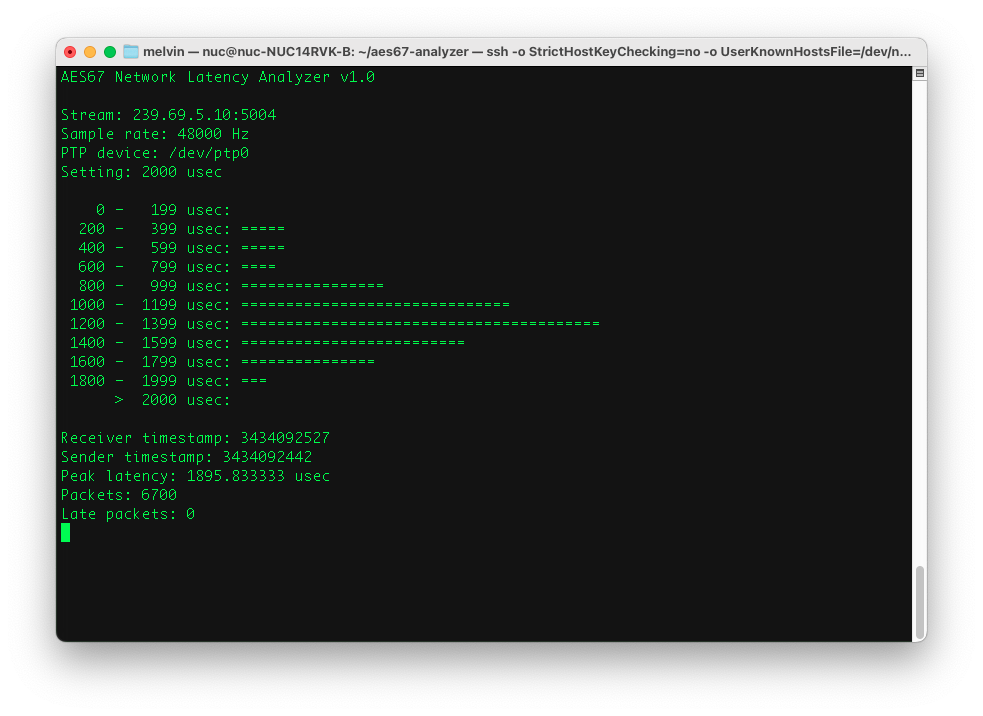 melvin — nuc@nuc-NUC14RVK-B: ~/aes67-analyzer — ssh -o StrictHostKeyChecking=no -o UserKnownHostsFile=/dev/n...
AES67 Network Latency Analyzer v1.0
Stream: 239.69.5.10:5004
Sample rate: 48000 Hz
PTP device: /dev/ptp0
Setting: 2000 usec
0 - 199 usec:
200 - 399 usec: =====
400 - 599 usec: =====
600 - 799 usec: ====
800 - 999 usec: ================
1000 - 1199 usec: ==============================
1200 - 1399 usec: ========================================
1400 - 1599 usec: =========================
1600 - 1799 usec: ===============
1800 - 1999 usec: ===
> 2000 usec:
Receiver timestamp: 3434092527
Sender timestamp: 3434092442
Peak latency: 1895.833333 usec
Packets: 6700
Late packets: 0